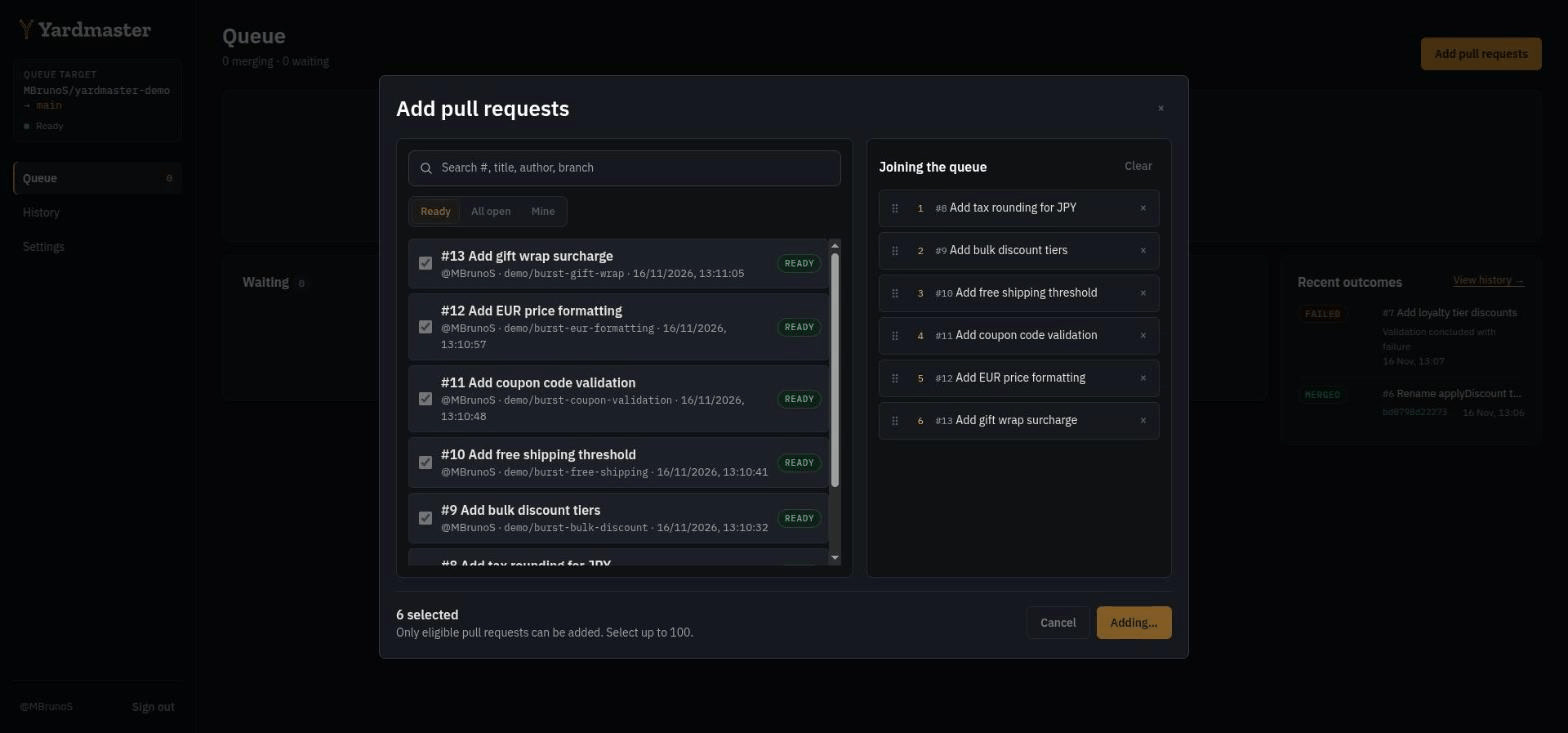 Yardmaster
QUEUE TARGET
MBrunoS/yardmaster-demo
→ main
Ready
Queue 0
History
Settings
@MBrunoS Sign out
Queue
0 merging · 0 waiting
Add pull requests
Waiting 0
Recent outcomes View history →
FAILED #7 Add loyalty tier discounts
Validation concluded with
failure
16 Nov, 13:07
MERGED #6 Rename applyDiscount t…
bd8798d22273 16 Nov, 13:06
Add pull requests ×
Search #, title, author, branch
Ready All open Mine
#13 Add gift wrap surcharge
@MBrunoS · demo/burst-gift-wrap · 16/11/2026, 13:11:05
READY
#12 Add EUR price formatting
@MBrunoS · demo/burst-eur-formatting · 16/11/2026,
13:10:57
READY
#11 Add coupon code validation
@MBrunoS · demo/burst-coupon-validation · 16/11/2026,
13:10:48
READY
#10 Add free shipping threshold
@MBrunoS · demo/burst-free-shipping · 16/11/2026, 13:10:41
READY
#9 Add bulk discount tiers
@MBrunoS · demo/burst-bulk-discount · 16/11/2026, 13:10:32
READY
#8 Add tax rounding for JPY
Joining the queue Clear
1 #8 Add tax rounding for JPY ×
2 #9 Add bulk discount tiers ×
3 #10 Add free shipping threshold ×
4 #11 Add coupon code validation ×
5 #12 Add EUR price formatting ×
6 #13 Add gift wrap surcharge ×
6 selected
Only eligible pull requests can be added. Select up to 100.
Cancel Adding…